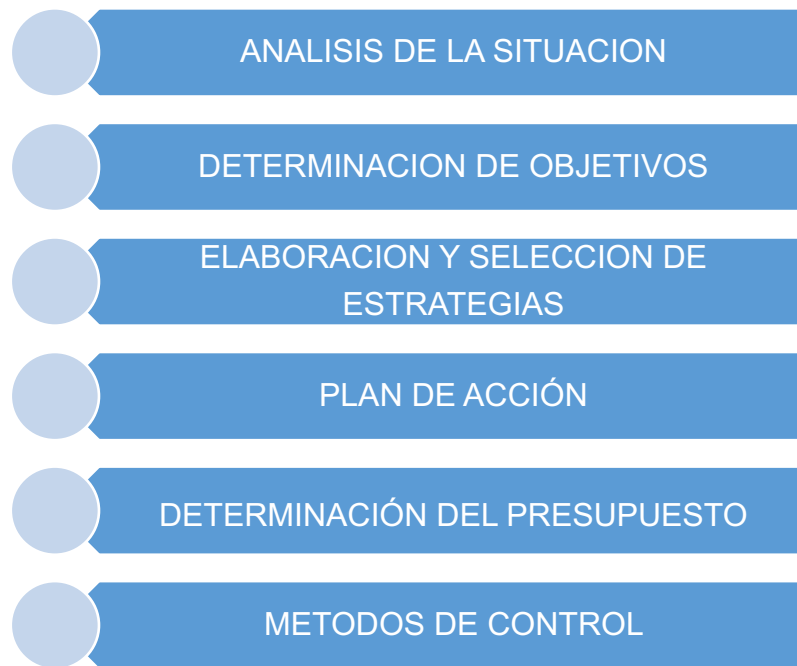 ANALISIS DE LA SITUACION
DETERMINACION DE OBJETIVOS
ELABORACION Y SELECCION DE
ESTRATEGIAS
PLAN DE ACCIÓN
DETERMINACIÓN DEL PRESUPUESTO
METODOS DE CONTROL